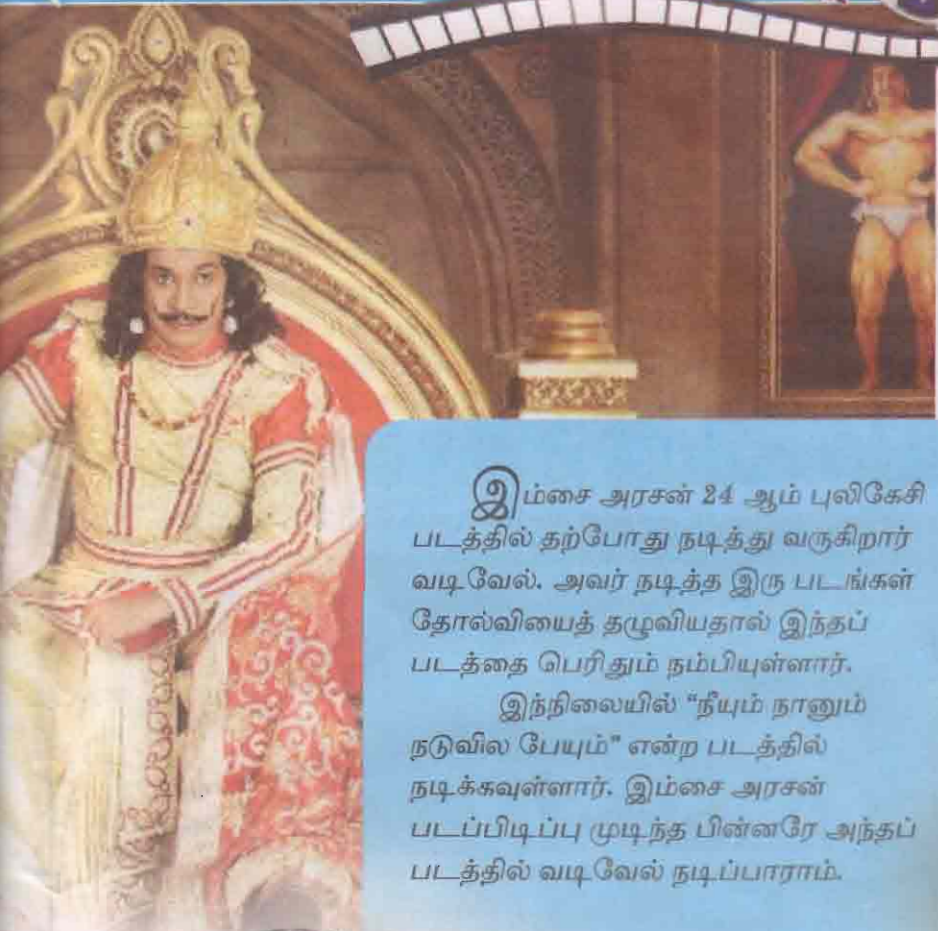 இம்சை அரசன் 24 ஆம் புலிகேசி
படத்தில் தற்போது நடித்து வருகிறார்
வடிவேல். அவர் நடித்த இரு படங்கள்
தோல்வியைத் தழுவியதால் இந்தப்
படத்தை பெரிதும் நம்பியுள்ளார்.
இந்நிலையில் "நீயும் நானும்
நடுவில பேயும்" என்ற படத்தில்
நடிக்கவுள்ளார். இம்சை அரசன்
படப்பிடிப்பு முடிந்த பின்னரே அந்தப்
படத்தில் வடிவேல் நடிப்பாராம்.